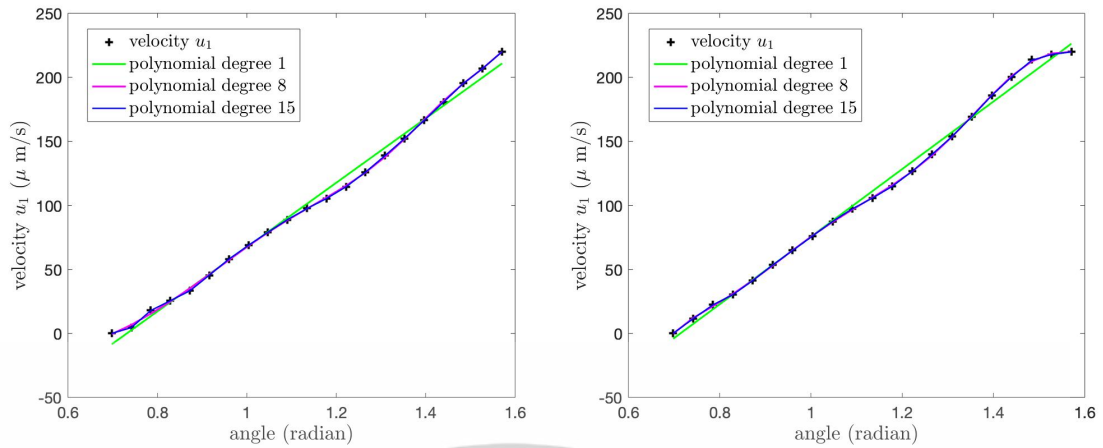 250
200
150
100
50
0
-50
velocity u₁ (μ m/s)
velocity u₁
polynomial degree 1
polynomial degree 8
polynomial degree 15
0.6 0.8 1 1.2 1.4 1.6
angle (radian)
250
200
150
100
50
0
-50
velocity u₁ (μ m/s)
velocity u₁
polynomial degree 1
polynomial degree 8
polynomial degree 15
0.6 0.8 1 1.2 1.4 1.6
angle (radian)